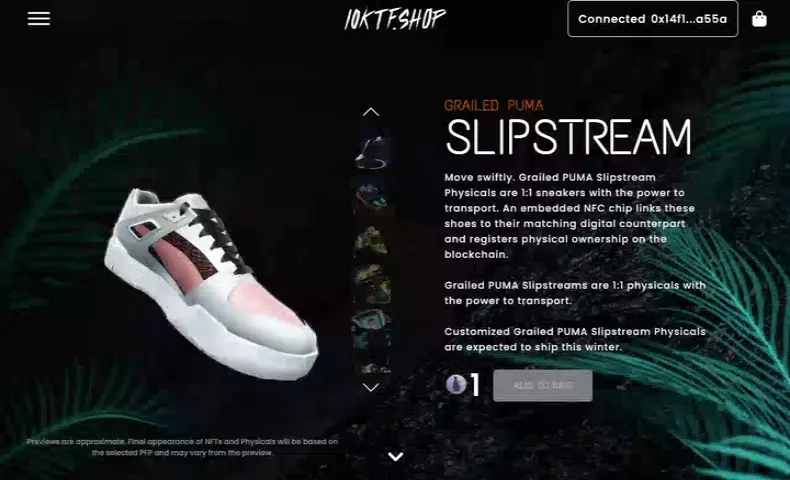 10KTF.SHOP
Connected 0x14f1...a55a
GRAILED PUMA
SLIPSTREAM
Move swiftly. Grailed PUMA Slipstream
Physicals are 1:1 sneakers with the power to
transport. An embedded NFC chip links these
shoes to their matching digital counterpart
and registers physical ownership on the
blockchain.
Grailed PUMA Slipstreams are 1:1 physicals with
the power to transport.
Customized Grailed PUMA Slipstream Physicals
are expected to ship this winter.
1
Previews are approximate. Final appearance of NFTs and Physicals will be based on
the selected PFP and may vary from the preview.